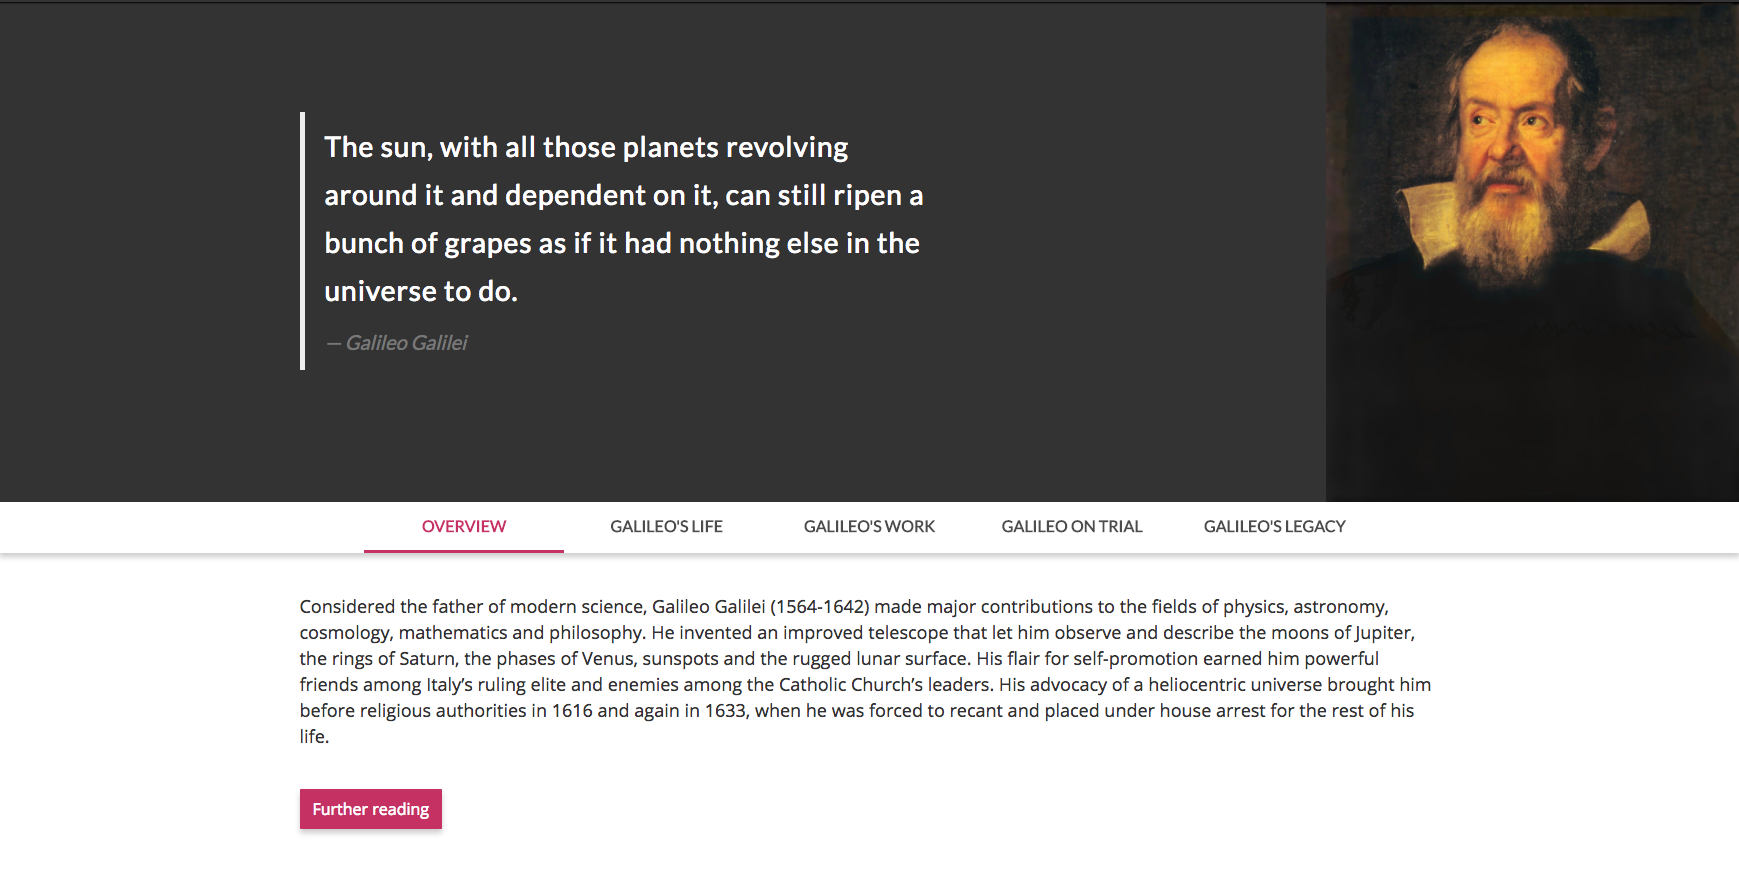 The sun, with all those planets revolving
around it and dependent on it, can still ripen a
bunch of grapes as if it had nothing else in the
universe to do.
— Galileo Galilei
OVERVIEW GALILEO'S LIFE GALILEO'S WORK GALILEO ON TRIAL GALILEO'S LEGACY
Considered the father of modern science, Galileo Galilei (1564-1642) made major contributions to the fields of physics, astronomy,
cosmology, mathematics and philosophy. He invented an improved telescope that let him observe and describe the moons of Jupiter,
the rings of Saturn, the phases of Venus, sunspots and the rugged lunar surface. His flair for self-promotion earned him powerful
friends among Italy’s ruling elite and enemies among the Catholic Church’s leaders. His advocacy of a heliocentric universe brought him
before religious authorities in 1616 and again in 1633, when he was forced to recant and placed under house arrest for the rest of his
life.
Further reading